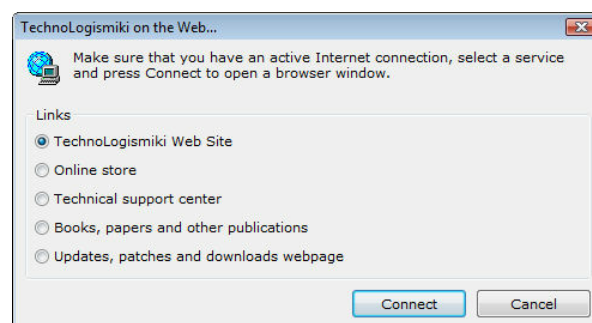 TechnoLogismiki on the Web...
Make sure that you have an active Internet connection, select a service
and press Connect to open a browser window.
Links
TechnoLogismiki Web Site
Online store
Technical support center
Books, papers and other publications
Updates, patches and downloads webpage
Connect Cancel